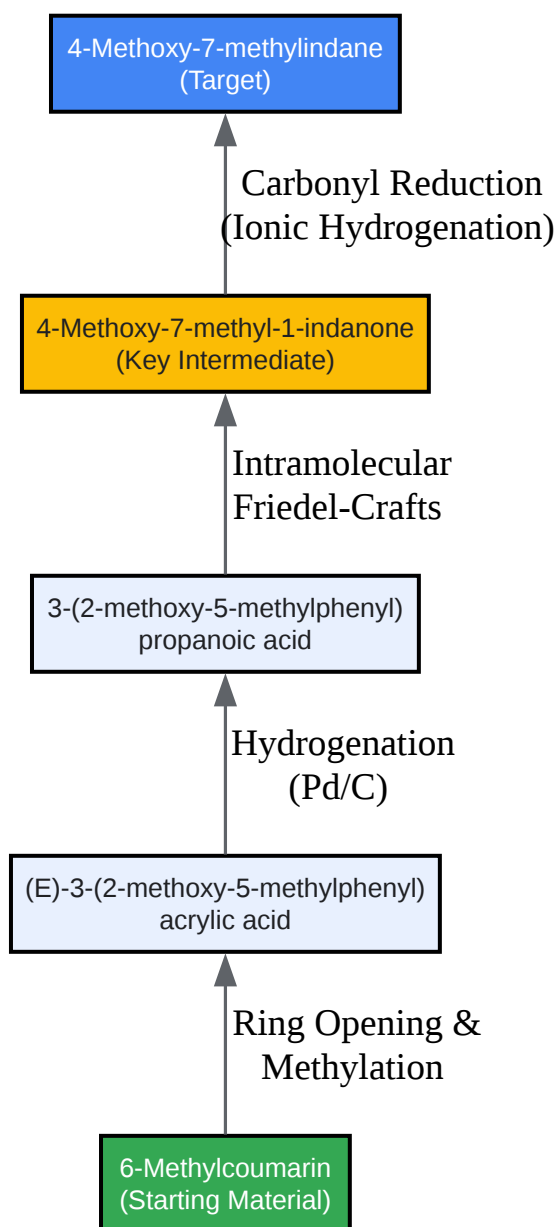 4-Methoxy-7-methylindane
(Target)
Carbonyl Reduction
(Ionic Hydrogenation)
4-Methoxy-7-methyl-1-indanone
(Key Intermediate)
Intramolecular
Friedel-Crafts
3-(2-methoxy-5-methylphenyl)
propanoic acid
Hydrogenation
(Pd/C)
(E)-3-(2-methoxy-5-methylphenyl)
acrylic acid
Ring Opening &
Methylation
6-Methylcoumarin
(Starting Material)